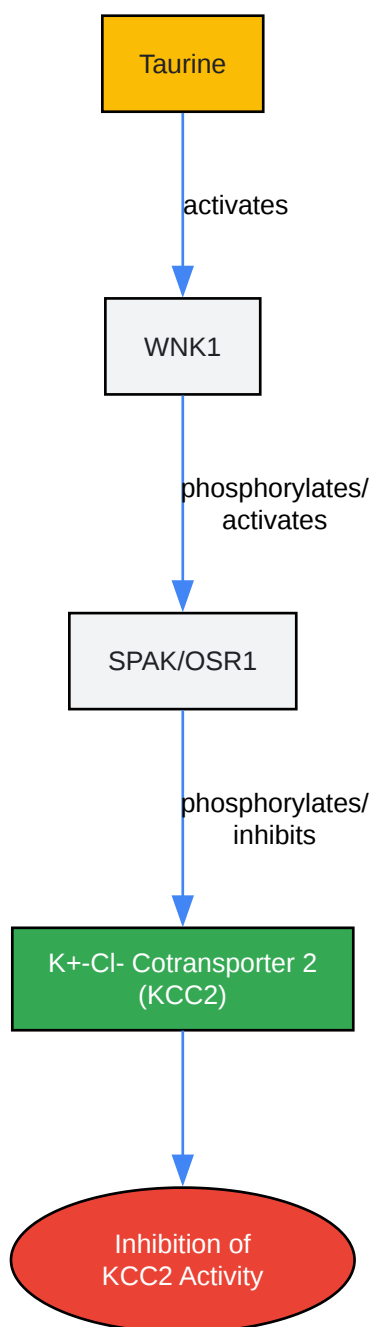 Taurine
activates
WNK1
phosphorylates/
activates
SPAK/OSR1
phosphorylates/
inhibits
K+-Cl- Cotransporter 2
(KCC2)
Inhibition of
KCC2 Activity